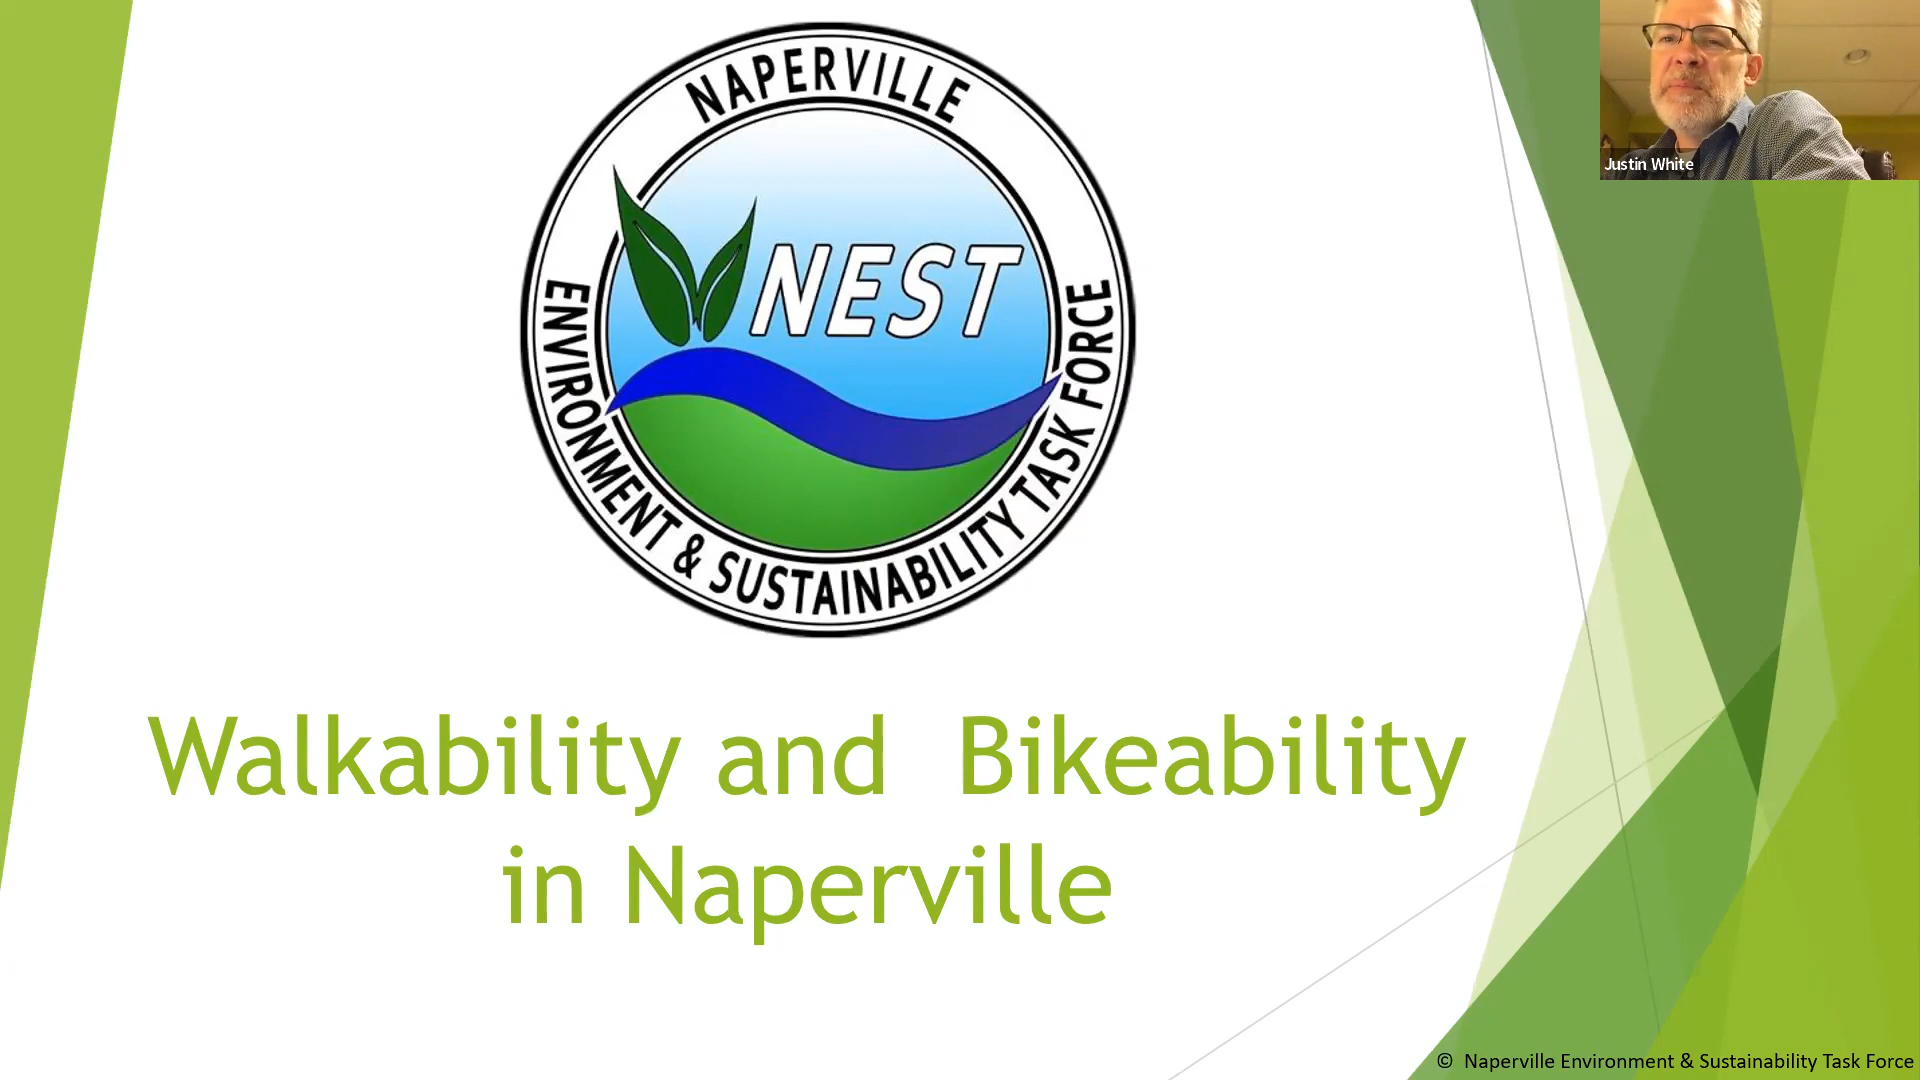 NAPERVILLE
NEST
ENVIRONMENT & SUSTAINABILITY TASK FORCE
Justin White
Walkability and  Bikeability
in Naperville
©  Naperville Environment & Sustainability Task Force